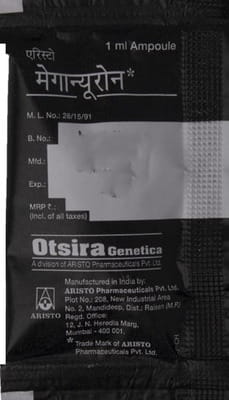 एरिस्टो
1 ml Ampoule
मेगान्यूरोन*
M. L. No.: 28/15/91
B. No.:
Mfd.:
Exp.:
MRP ₹.:
(Incl. of all taxes)
Otsira Genetica
A division of ARISTO Pharmaceuticals Pvt. Ltd.
Manufactured in India by:
ARISTO Pharmaceuticals Pvt. Ltd.
Plot No.: 208, New Industrial Area
No. 2, Mandideep, Dist.: Raisen (M.P.)
Regd. Office:
12, J. N. Heredia Marg,
Mumbai - 400 001.
ARISTO
* Trade Mark of ARISTO
Pharmaceuticals Pvt. Ltd.